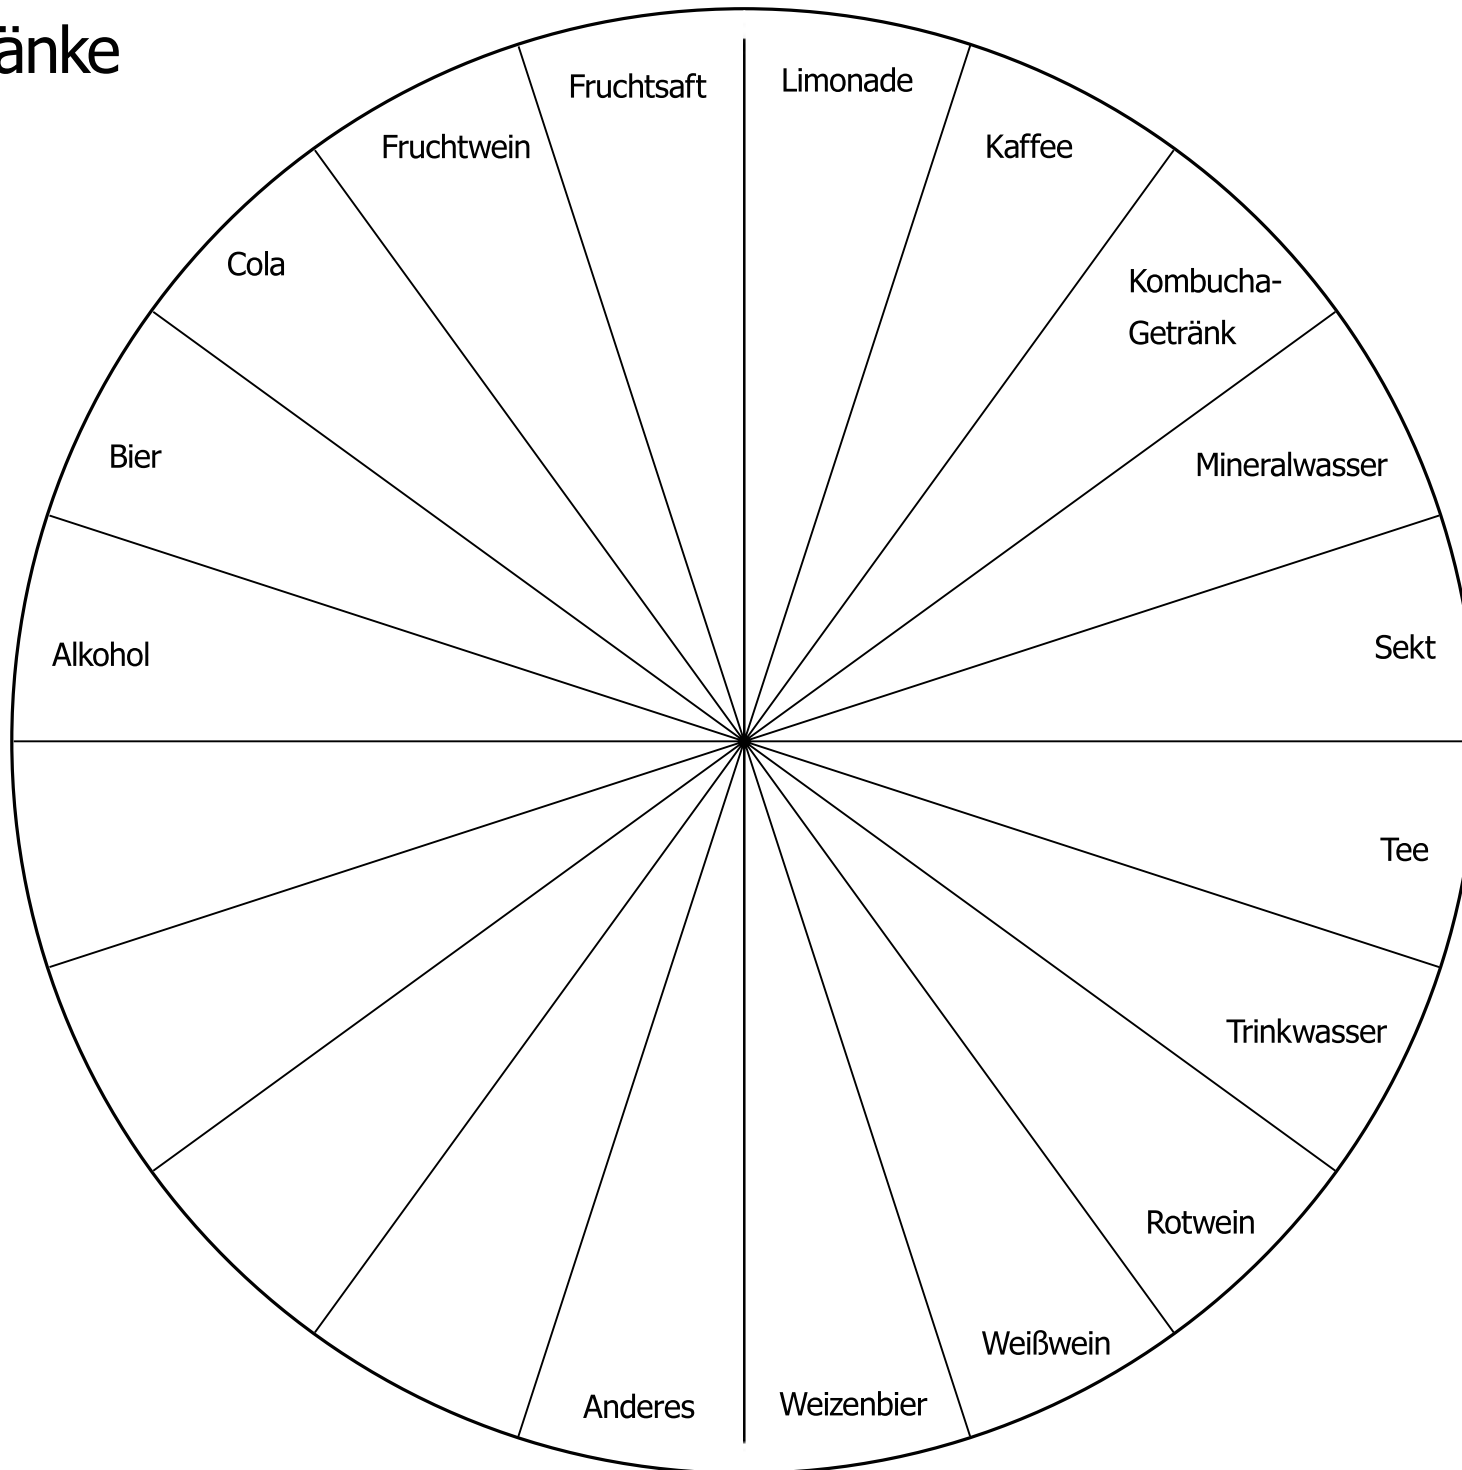 änke
Fruchtsaft
Limonade
Fruchtwein
Kaffee
Cola
Kombucha-
Getränk
Bier
Mineralwasser
Alkohol
Sekt
Tee
Trinkwasser
Rotwein
Weißwein
Anderes
Weizenbier